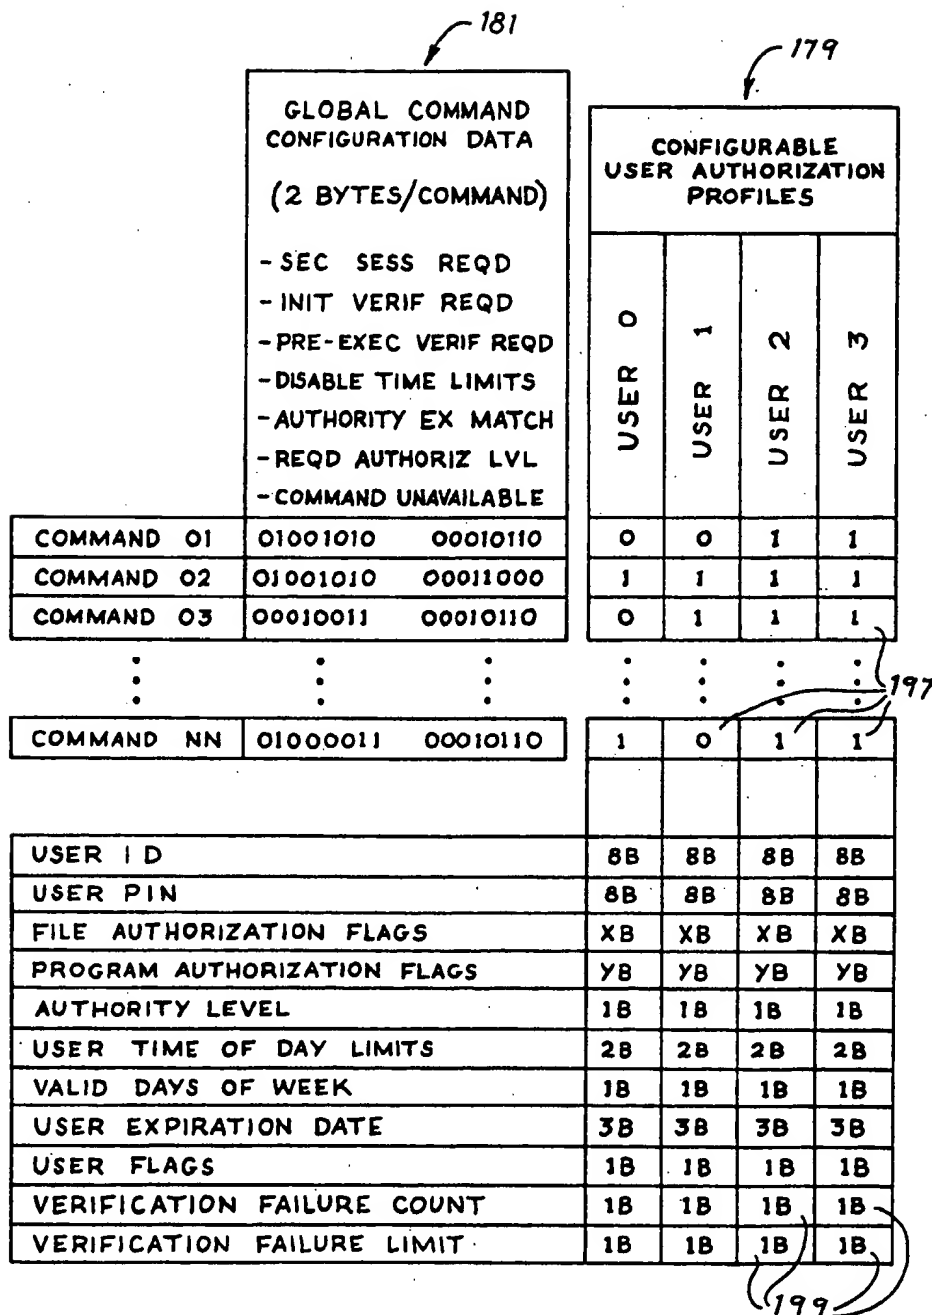 181
179
GLOBAL COMMAND
CONFIGURATION DATA
(2 BYTES/COMMAND)
- SEC SESS REQD
- INIT VERIF REQD
- PRE-EXEC VERIF REQD
- DISABLE TIME LIMITS
- AUTHORITY EX MATCH
- REQD AUTHORIZ LVL
- COMMAND UNAVAILABLE
CONFIGURABLE
USER AUTHORIZATION
PROFILES
USER 0
USER 1
USER 2
USER 3
COMMAND 01 01001010 00010110 0 0 1 1
COMMAND 02 01001010 00011000 1 1 1 1
COMMAND 03 00010011 00010110 0 1 1 1
197
COMMAND NN 01000011 00010110 1 0 1 1
USER ID 8B 8B 8B 8B
USER PIN 8B 8B 8B 8B
FILE AUTHORIZATION FLAGS XB XB XB XB
PROGRAM AUTHORIZATION FLAGS YB YB YB YB
AUTHORITY LEVEL 1B 1B 1B 1B
USER TIME OF DAY LIMITS 2B 2B 2B 2B
VALID DAYS OF WEEK 1B 1B 1B 1B
USER EXPIRATION DATE 3B 3B 3B 3B
USER FLAGS 1B 1B 1B 1B
VERIFICATION FAILURE COUNT 1B 1B 1B 1B
VERIFICATION FAILURE LIMIT 1B 1B 1B 1B
199